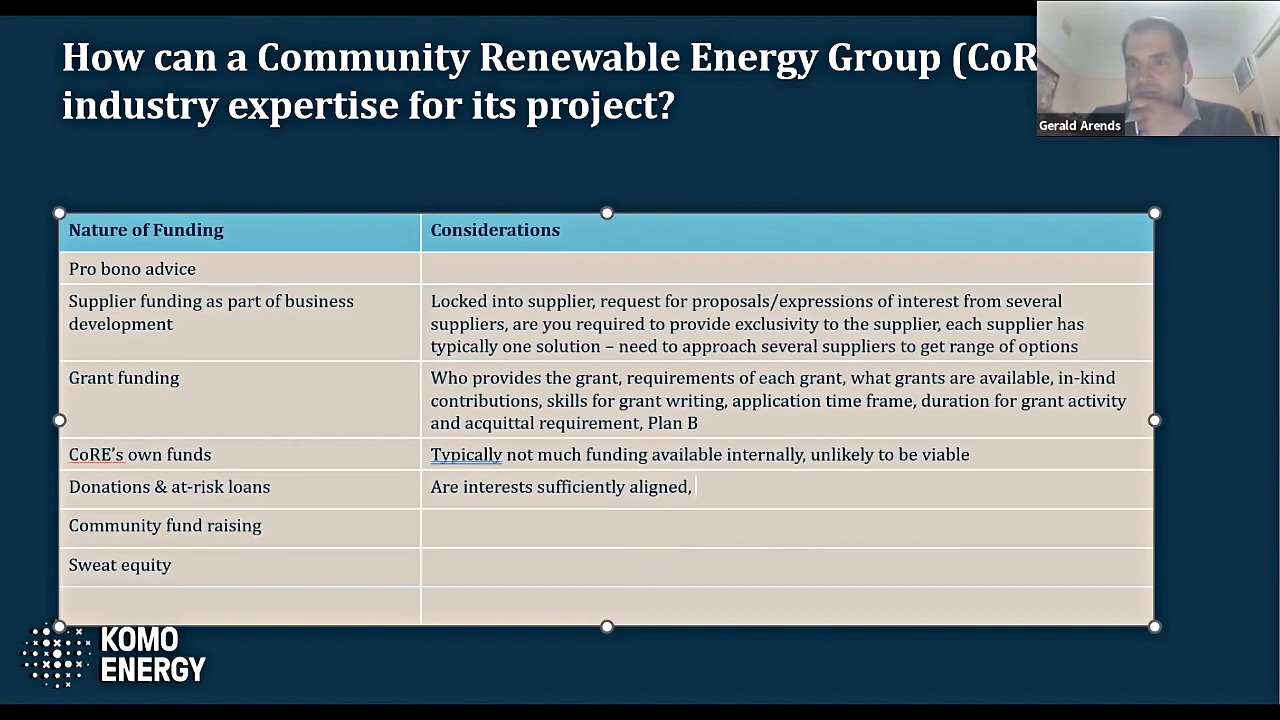 How can a Community Renewable Energy Group (CoR
industry expertise for its project?
Gerald Arends
Nature of Funding
Considerations
Pro bono advice
Supplier funding as part of business
development
Locked into supplier, request for proposals/expressions of interest from several
suppliers, are you required to provide exclusivity to the supplier, each supplier has
typically one solution – need to approach several suppliers to get range of options
Grant funding
Who provides the grant, requirements of each grant, what grants are available, in-kind
contributions, skills for grant writing, application time frame, duration for grant activity
and acquittal requirement, Plan B
CoRE's own funds
Typically not much funding available internally, unlikely to be viable
Donations & at-risk loans
Are interests sufficiently aligned,
Community fund raising
Sweat equity
KOMO
ENERGY